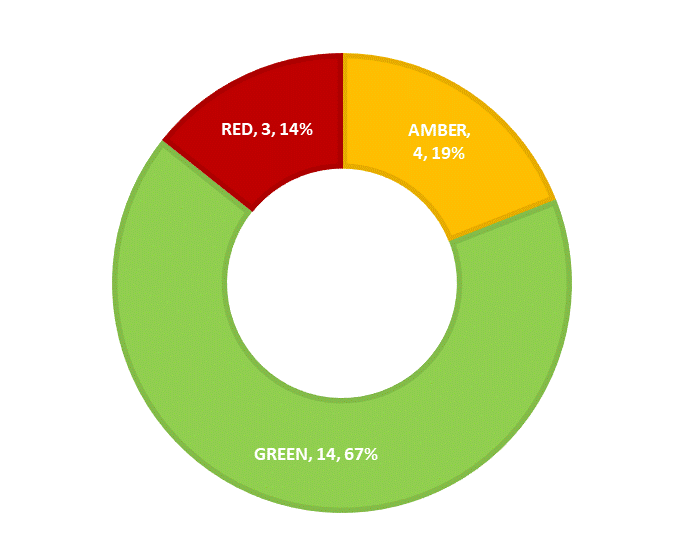 RED, 3, 14%
AMBER,
4, 19%
GREEN, 14, 67%